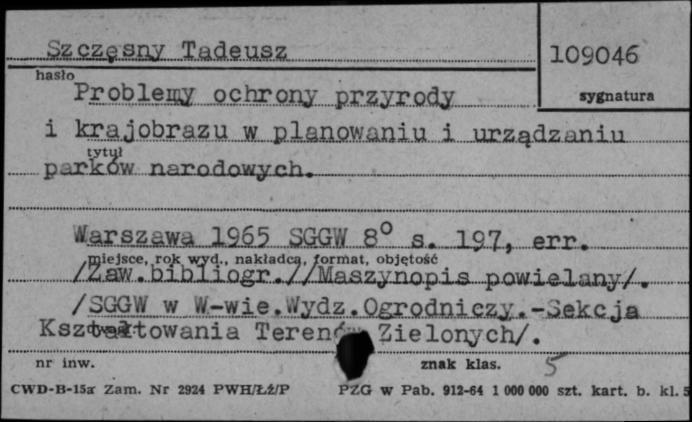 Szczęsny Tadeusz
109046
hasło
Problemy ochrony przyrody
sygnatura
i krajobrazu w planowaniu i urządzaniu
tytuł
parków narodowych.
Warszawa 1965 SGGW 8° s. 197, err.
miejsce, rok wyd., nakładca, format, objętość
/Zaw.bibliogr.//Maszynopis powielany/.
/SGGW w W-wie.Wydz.Ogrodniczy.-Sekcja
Kształtowania Terenów Zielonych/.
nr inw.
znak klas. 5
CWD-B-15a Zam. Nr 2924 PWH/Łź/P
PZG w Pab. 912-64 1 000 000 szt. kart. b. kl. 5